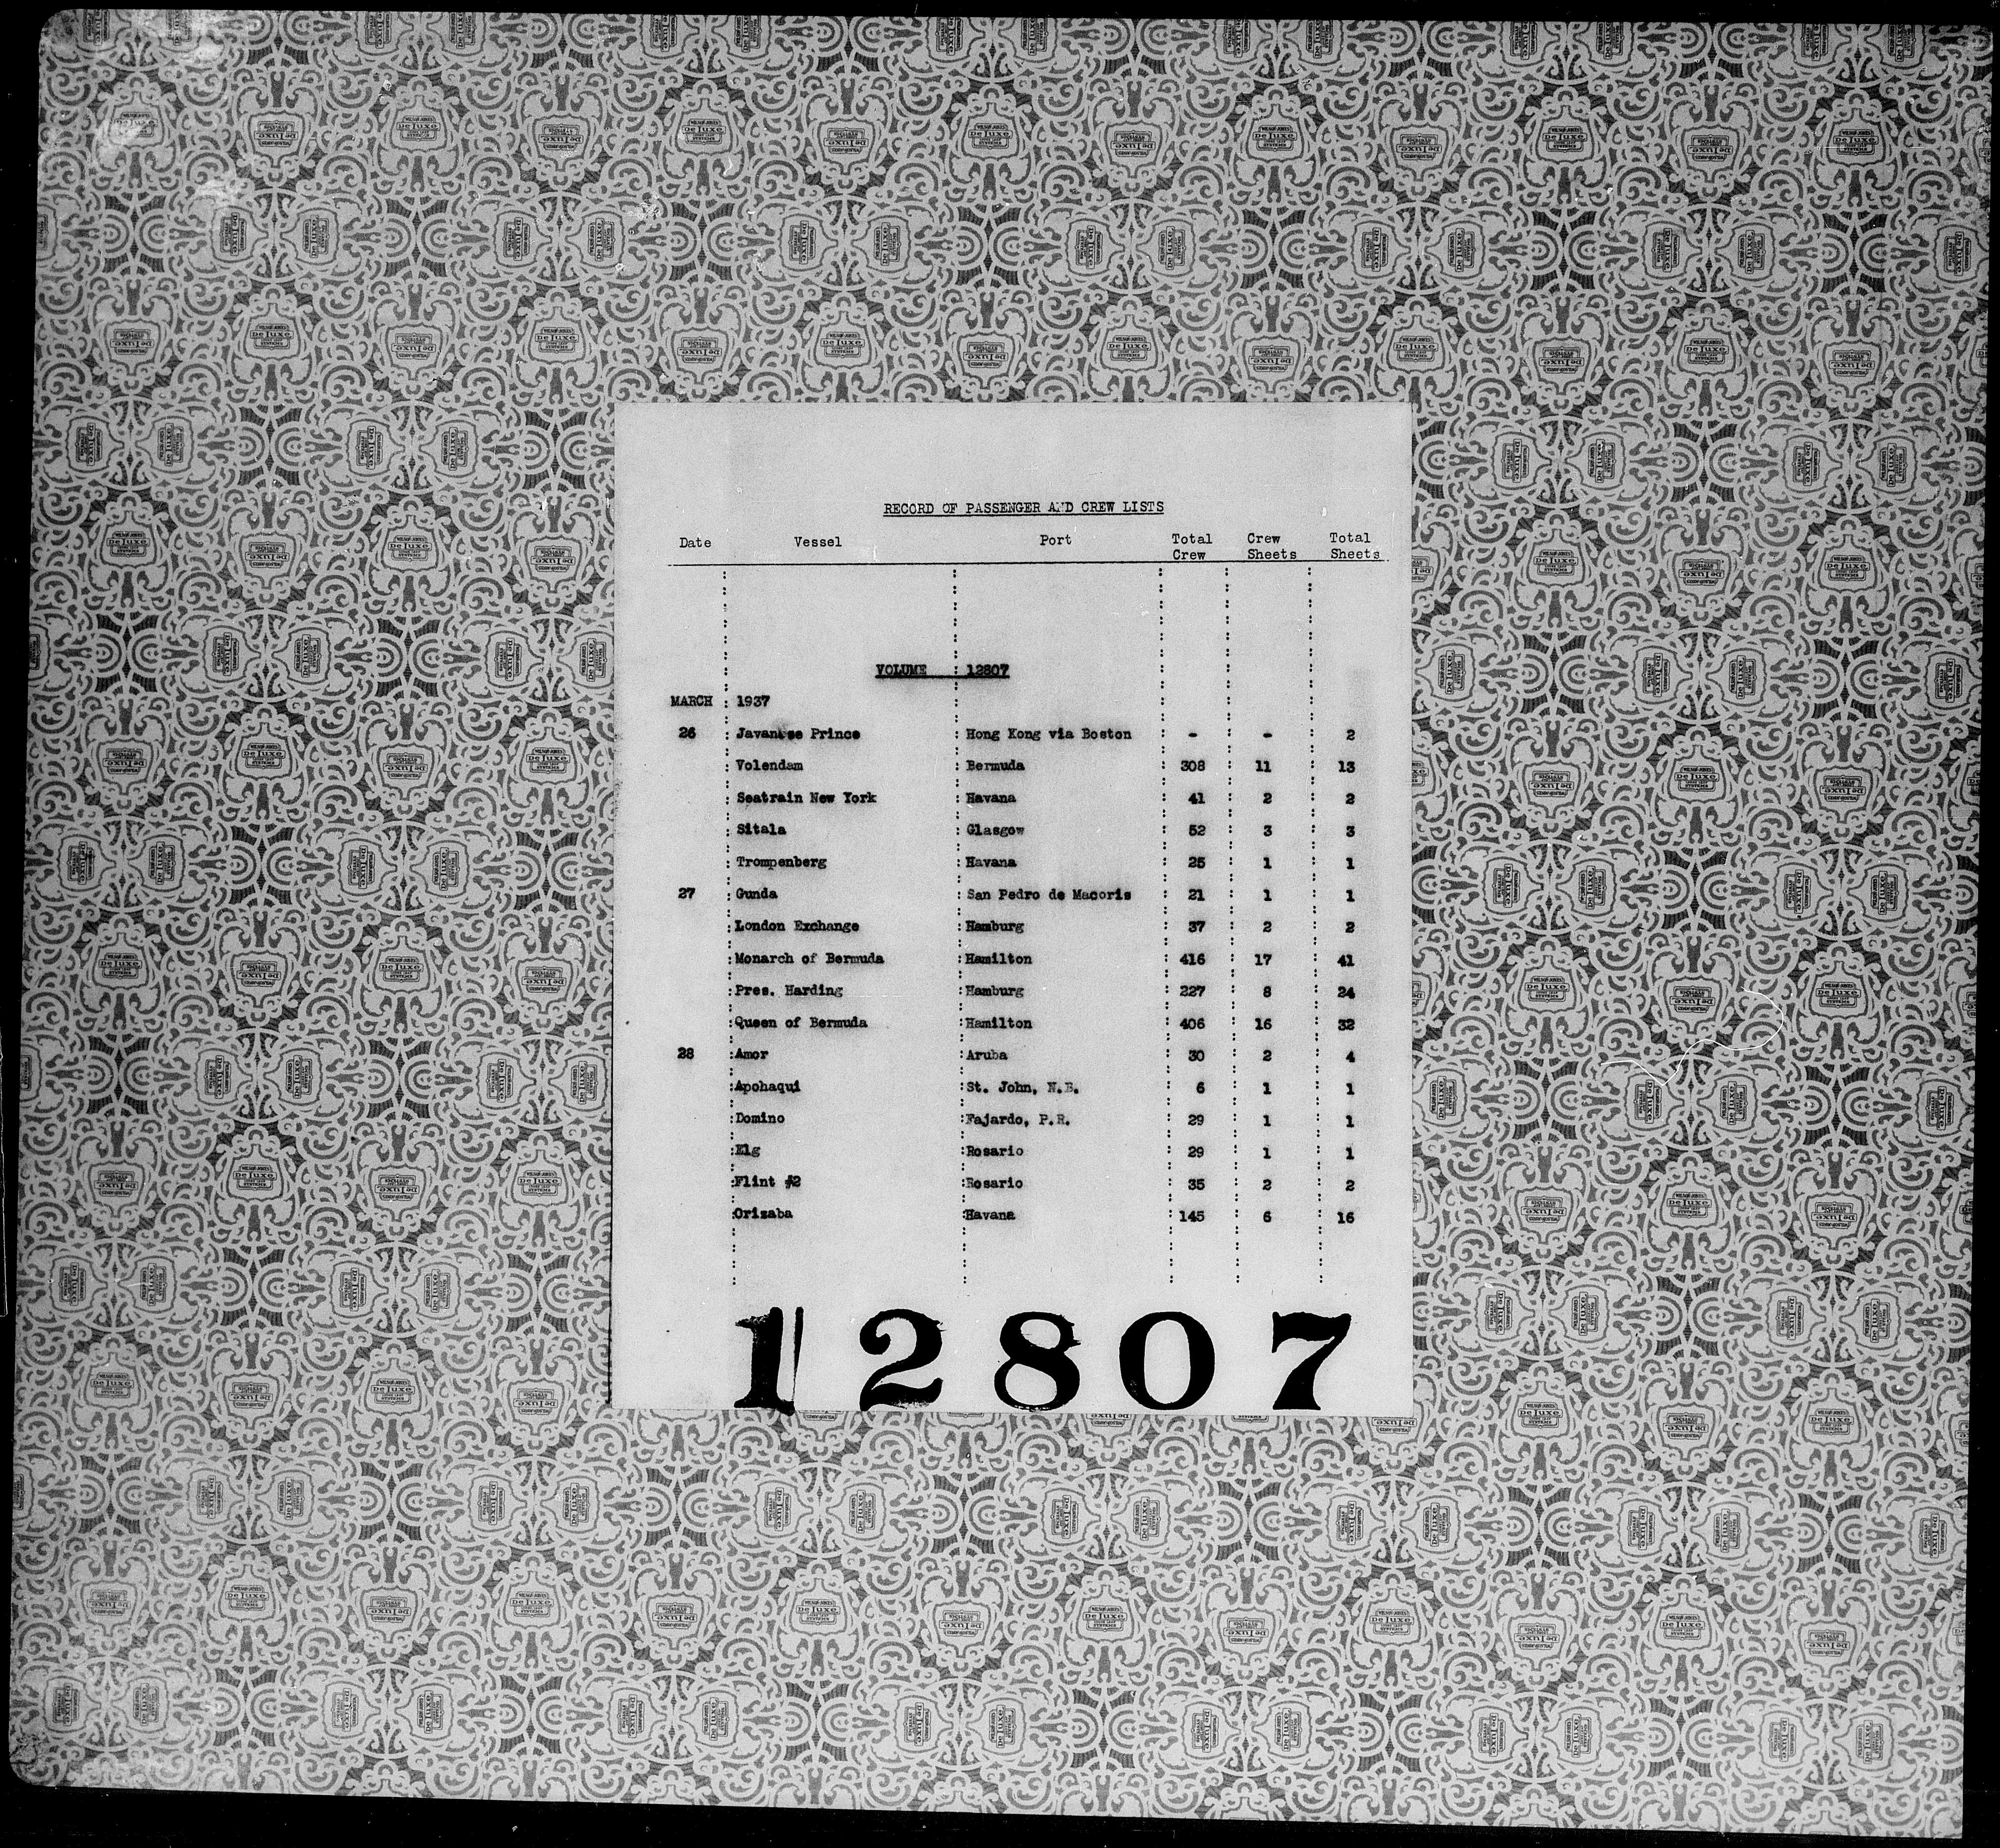 RECORD OF PASSENGER AND CREW LISTS
Date Vessel Port Total Crew Crew Sheets Total Sheets
VOLUME : 12807
MARCH : 1937
26 : Javanese Prince : Hong Kong via Boston : - : - : 2
: Volendam : Bermuda : 308 : 11 : 13
: Seatrain New York : Havana : 41 : 2 : 2
: Sitala : Glasgow : 52 : 3 : 3
: Trompenberg : Havana : 25 : 1 : 1
27 : Gunda : San Pedro de Macoris : 21 : 1 : 1
: London Exchange : Hamburg : 37 : 2 : 2
: Monarch of Bermuda : Hamilton : 416 : 17 : 41
: Pres. Harding : Hamburg : 227 : 8 : 24
: Queen of Bermuda : Hamilton : 406 : 16 : 32
28 : Amor : Aruba : 30 : 2 : 4
: Apohaqui : St. John, N.B. : 6 : 1 : 1
: Domino : Fajardo, P.R. : 29 : 1 : 1
: Elg : Rosario : 29 : 1 : 1
: Flint #2 : Rosario : 35 : 2 : 2
: Orizaba : Havana : 145 : 6 : 16
12807